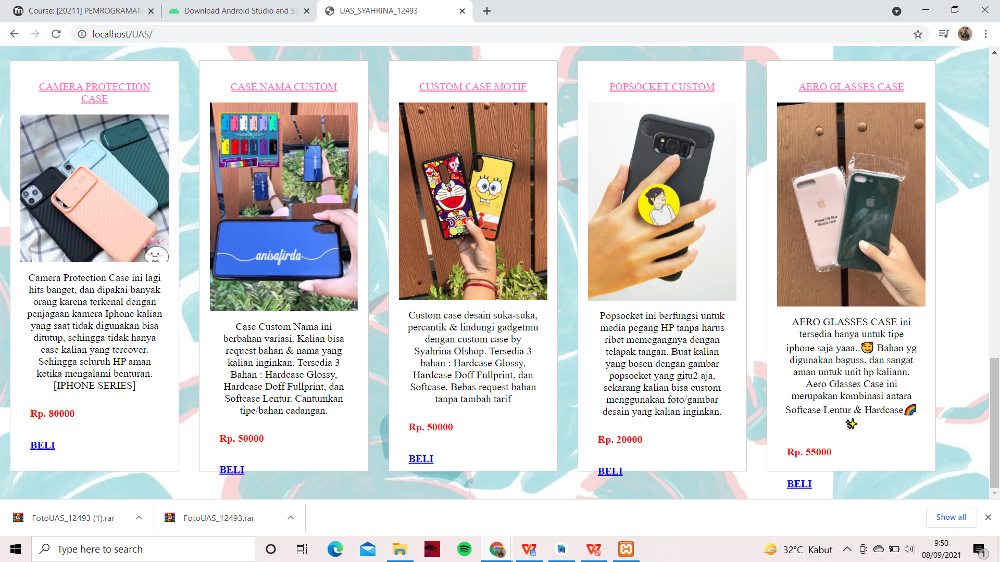 Course: [20211] PEMROGRAMAN
Download Android Studio and SD
UAS_SYAHRINA_12493
localhost/UAS/
CAMERA PROTECTION
CASE
Camera Protection Case ini lagi
hits banget, dan dipakai banyak
orang karena terkenal dengan
penjagaan kamera Iphone kalian
yang saat tidak digunakan bisa
ditutup, sehingga tidak hanya
case kalian yang tercover.
Sehingga seluruh HP aman
ketika mengalami benturan.
[IPHONE SERIES]
Rp. 80000
BELI
CASE NAMA CUSTOM
~FASHION TEXT~
anisafirda
Case Custom Nama ini
berbahan variasi. Kalian bisa
request bahan & nama yang
kalian inginkan. Tersedia 3
Bahan : Hardcase Glossy,
Hardcase Doff Fullprint, dan
Softcase Lentur. Cantumkan
tipe/bahan cadangan.
Rp. 50000
BELI
CUSTOM CASE MOTIF
Custom case desain suka-suka,
percantik & lindungi gadgetmu
dengan custom case by
Syahrina Olshop. Tersedia 3
bahan : Hardcase Glossy,
Hardcase Doff Fullprint, dan
Softcase. Bebas request bahan
tanpa tambah tarif
Rp. 50000
BELI
POPSOCKET CUSTOM
Popsocket ini berfungsi untuk
media pegang HP tanpa harus
ribet memegangnya dengan
telapak tangan. Buat kalian
yang bosen dengan gambar
popsocket yang gitu2 aja,
sekarang kalian bisa custom
menggunakan foto/gambar
desain yang kalian inginkan.
Rp. 20000
BELI
AERO GLASSES CASE
iPhone 7/8 Plus
Silicone Case
AERO GLASSES CASE ini
tersedia hanya untuk tipe
iphone saja yaaa..🥰 Bahan yg
digunakan baguss, dan sangat
aman untuk unit hp kaliann.
Aero Glasses Case ini
merupakan kombinasi antara
Softcase Lentur & Hardcase🌈
✨
Rp. 55000
BELI
FotoUAS_12493 (1).rar
FotoUAS_12493.rar
Show all
Type here to search
32°C Kabut
9:50
08/09/2021
1